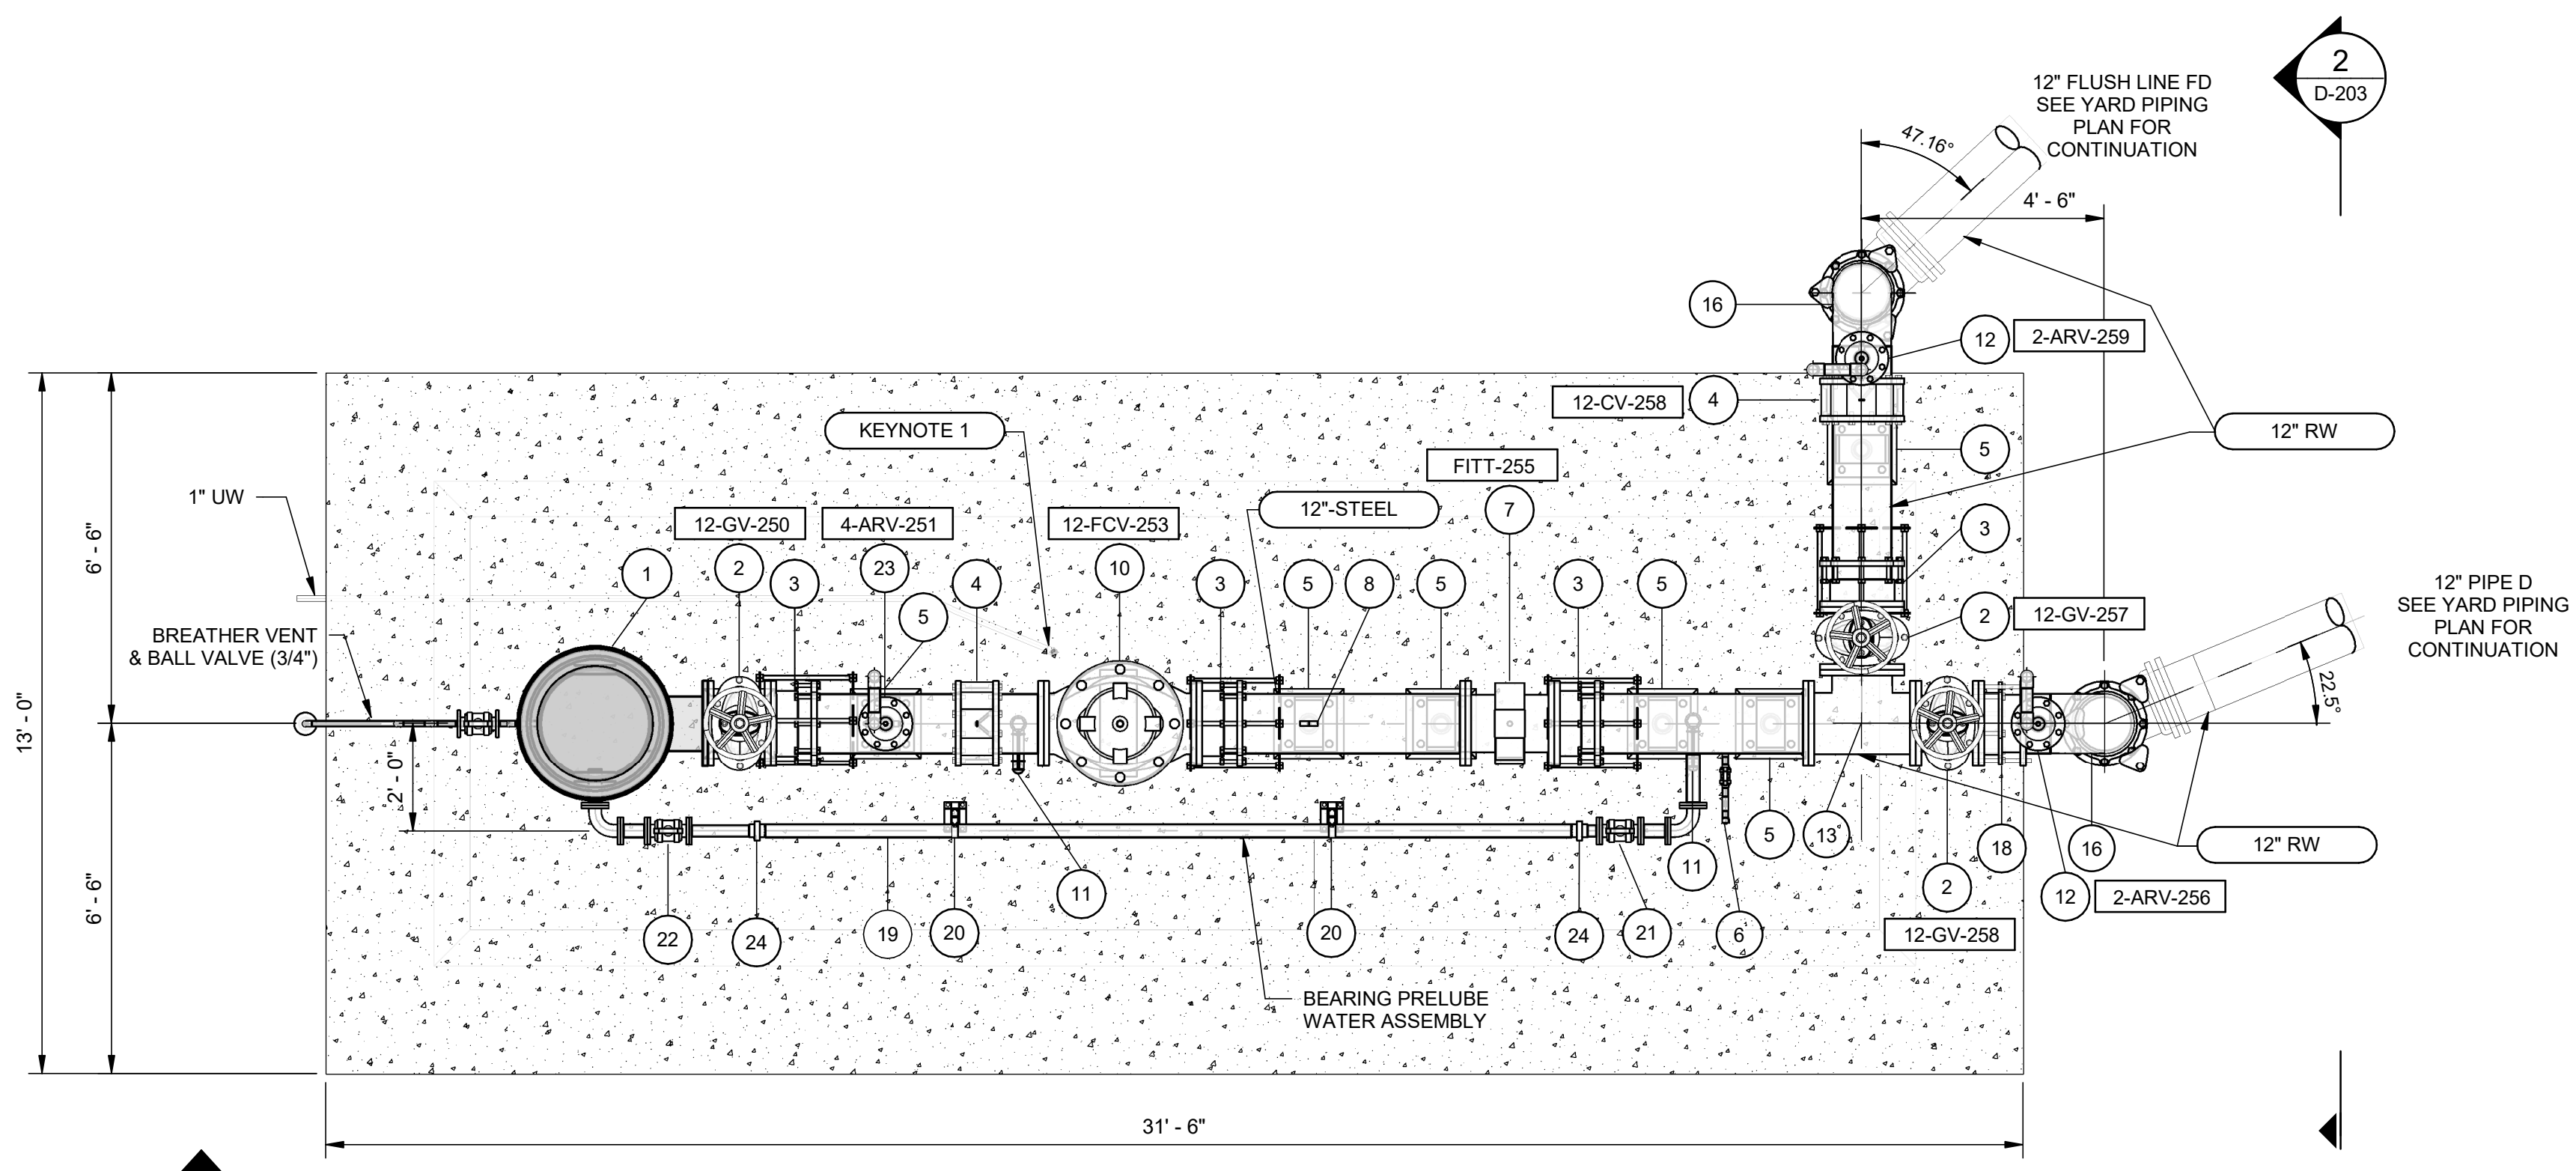 2
D-203
12" FLUSH LINE FD
SEE YARD PIPING
PLAN FOR
CONTINUATION
47.16°
4' - 6"
16
12
2-ARV-259
12-CV-258
4
KEYNOTE 1
12" RW
5
FITT-255
1" UW
12-GV-250
4-ARV-251
12-FCV-253
12"-STEEL
7
3
6' - 6"
1
2
3
23
4
10
3
5
8
5
3
5
12" PIPE D
SEE YARD PIPING
PLAN FOR
CONTINUATION
5
2
12-GV-257
BREATHER VENT
& BALL VALVE (3/4")
22.5°
13' - 0"
2' - 0"
6' - 6"
5
13
18
16
12" RW
11
11
2
12
2-ARV-256
22
24
19
20
20
24
21
6
12-GV-258
BEARING PRELUBE
WATER ASSEMBLY
31' - 6"